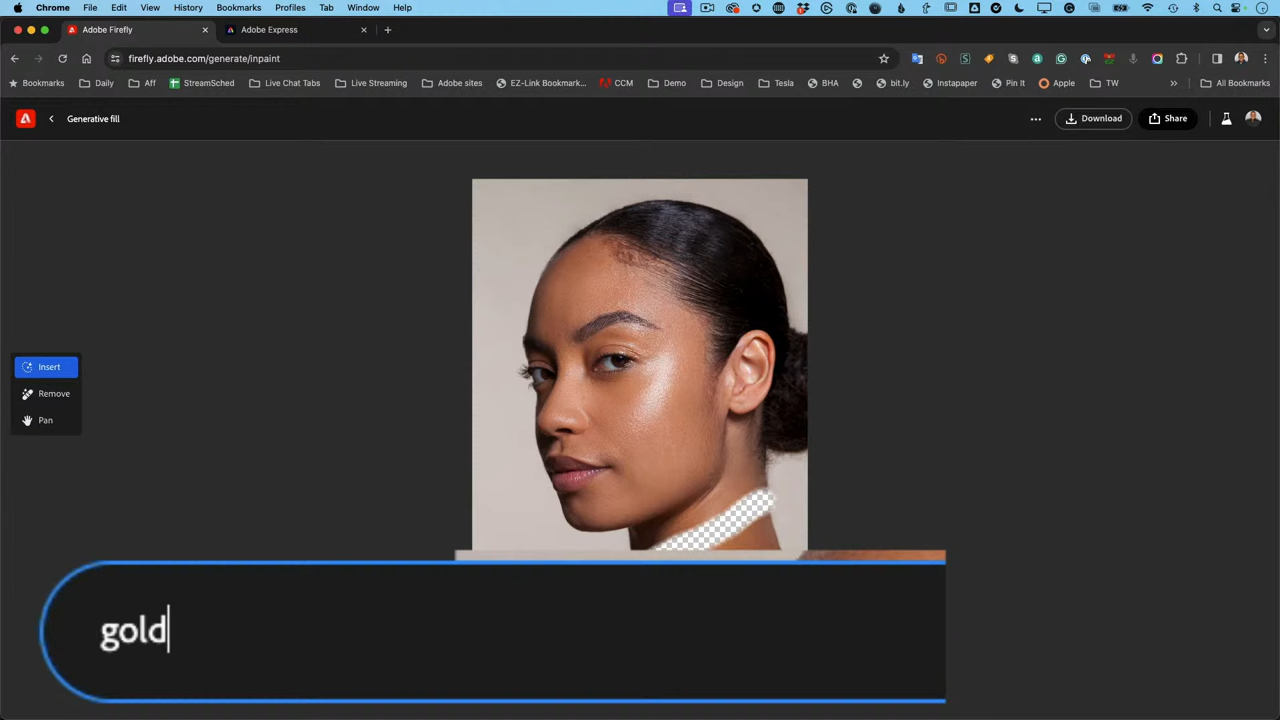 Chrome File Edit View History Bookmarks Profiles Tab Window Help
Adobe Firefly
Adobe Express
firefly.adobe.com/generate/inpaint
Bookmarks Daily Aff StreamSched Live Chat Tabs Live Streaming Adobe sites EZ-Link Bookmark... CCM Demo Design Tesla BHA bit.ly Instapaper Pin It Apple TW » All Bookmarks
Generative fill
Download
Share
Insert
Remove
Pan
gold